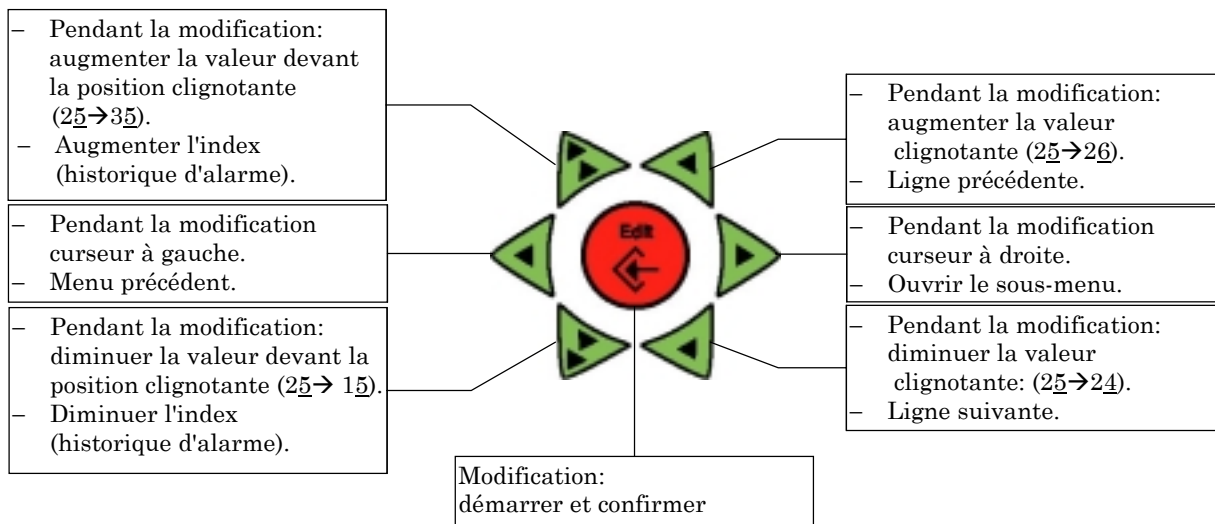 – Pendant la modification:
augmenter la valeur devant
la position clignotante
(25→35).
– Augmenter l'index
(historique d'alarme).
– Pendant la modification
curseur à gauche.
– Menu précédent.
– Pendant la modification:
diminuer la valeur devant la
position clignotante (25→ 15).
– Diminuer l'index
(historique d'alarme).
Edit
– Pendant la modification:
augmenter la valeur
clignotante (25→26).
– Ligne précédente.
– Pendant la modification
curseur à droite.
– Ouvrir le sous-menu.
– Pendant la modification:
diminuer la valeur
clignotante: (25→24).
– Ligne suivante.
Modification:
démarrer et confirmer